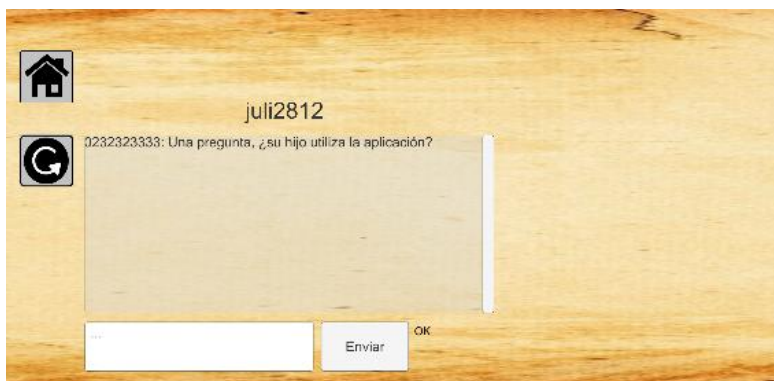 juli2812
0232323333: Una pregunta, ¿su hijo utiliza la aplicación?
...
Enviar
OK